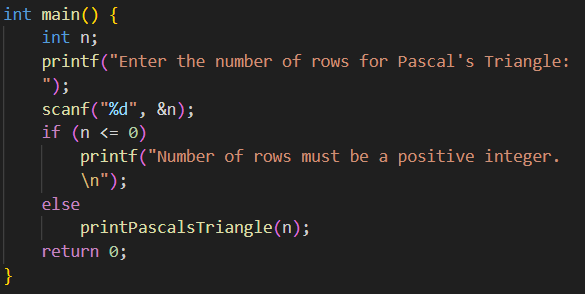 int main() {
    int n;
    printf("Enter the number of rows for Pascal's Triangle:
    ");
    scanf("%d", &n);
    if (n <= 0)
        printf("Number of rows must be a positive integer.
        \n");
    else
        printPascalsTriangle(n);
    return 0;
}